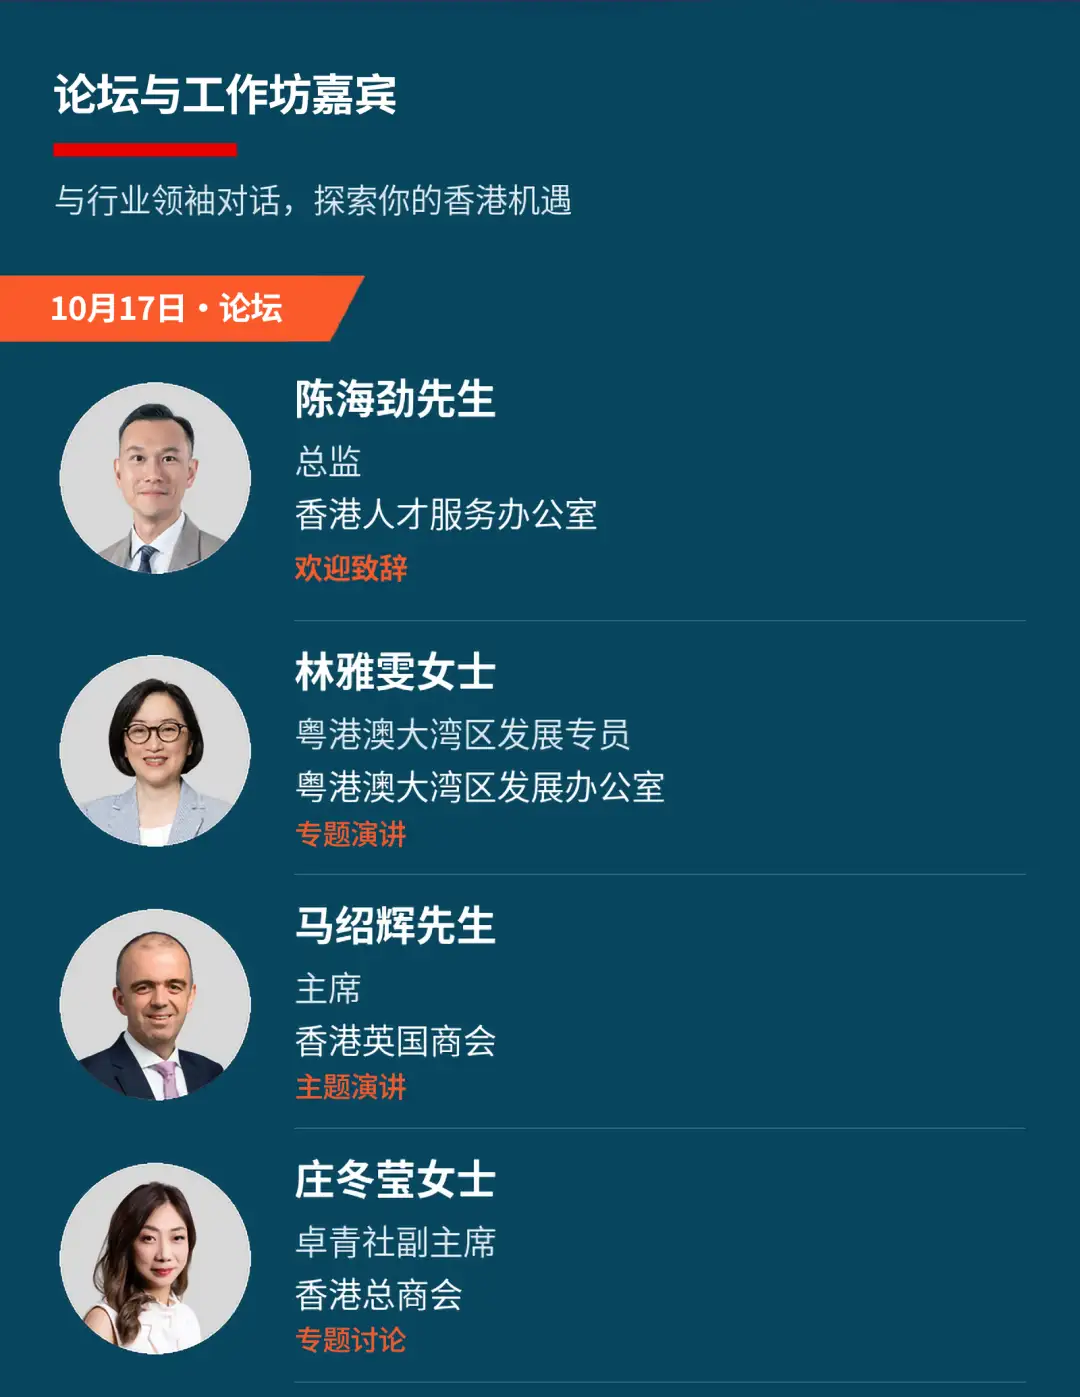 论坛与工作坊嘉宾
与行业领袖对话，探索你的香港机遇
10月17日·论坛
陈海劲先生
总监
香港人才服务办公室
欢迎致辞
林雅雯女士
粤港澳大湾区发展专员
粤港澳大湾区发展办公室
专题演讲
马绍辉先生
主席
香港英国商会
主题演讲
庄冬莹女士
卓青社副主席
香港总商会
专题讨论